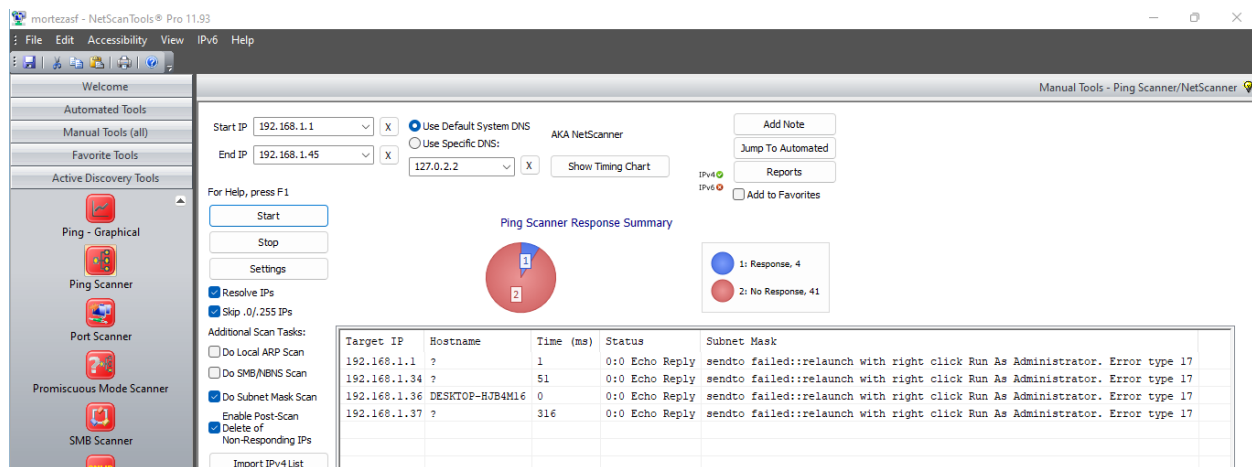 mortezasf - NetScanTools® Pro 11.93
File Edit Accessibility View IPv6 Help
Welcome
Automated Tools
Manual Tools (all)
Favorite Tools
Active Discovery Tools
Ping - Graphical
Ping Scanner
Port Scanner
Promiscuous Mode Scanner
SMB Scanner
Manual Tools - Ping Scanner/NetScanner
Start IP 192.168.1.1 X
End IP 192.168.1.45 X
Use Default System DNS
Use Specific DNS:
127.0.2.2 X
AKA NetScanner
Show Timing Chart
Add Note
Jump To Automated
Reports
IPv4
IPv6
Add to Favorites
For Help, press F1
Start
Stop
Settings
Resolve IPs
Skip .0/.255 IPs
Additional Scan Tasks:
Do Local ARP Scan
Do SMB/NBNS Scan
Do Subnet Mask Scan
Enable Post-Scan
Delete of
Non-Responding IPs
Import IPv4 List
Ping Scanner Response Summary
1
2
1: Response, 4
2: No Response, 41
Target IP Hostname Time (ms) Status Subnet Mask
192.168.1.1 ? 1 0:0 Echo Reply sendto failed::relaunch with right click Run As Administrator. Error type 17
192.168.1.34 ? 51 0:0 Echo Reply sendto failed::relaunch with right click Run As Administrator. Error type 17
192.168.1.36 DESKTOP-HJB4M16 0 0:0 Echo Reply sendto failed::relaunch with right click Run As Administrator. Error type 17
192.168.1.37 ? 316 0:0 Echo Reply sendto failed::relaunch with right click Run As Administrator. Error type 17